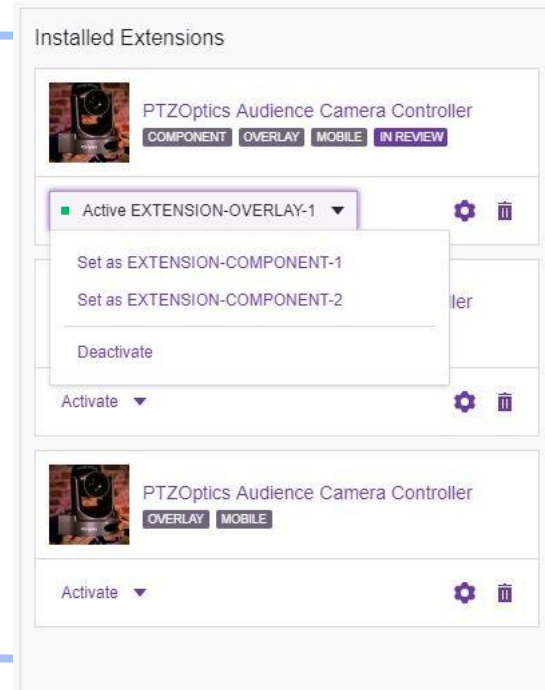 Installed Extensions
PTZOptics Audience Camera Controller
COMPONENT OVERLAY MOBILE IN REVIEW
Active EXTENSION-OVERLAY-1
Set as EXTENSION-COMPONENT-1
Set as EXTENSION-COMPONENT-2
ller
Deactivate
Activate
PTZOptics Audience Camera Controller
OVERLAY MOBILE
Activate